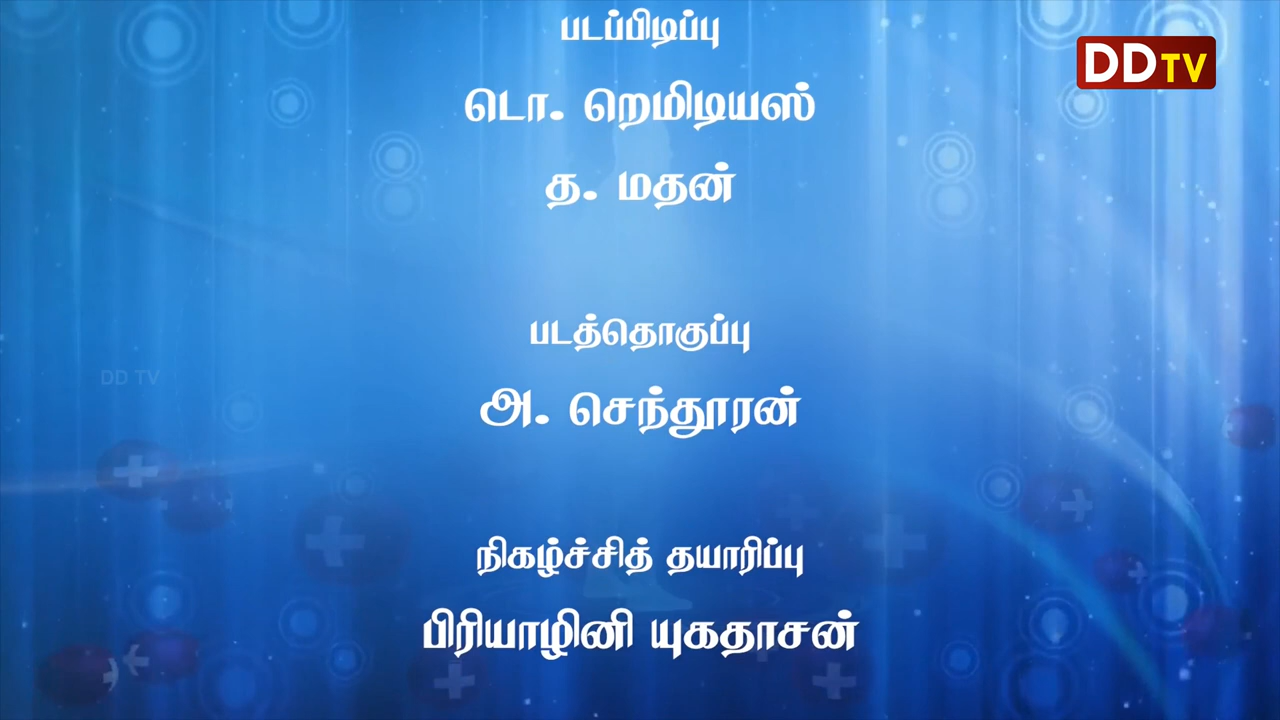 படப்பிடிப்பு
DDTV
டொ. றெமிடியஸ்
த. மதன்
படத்தொகுப்பு
DD TV
அ. செந்தூரன்
நிகழ்ச்சித் தயாரிப்பு
பிரியாழினி யுகதாசன்